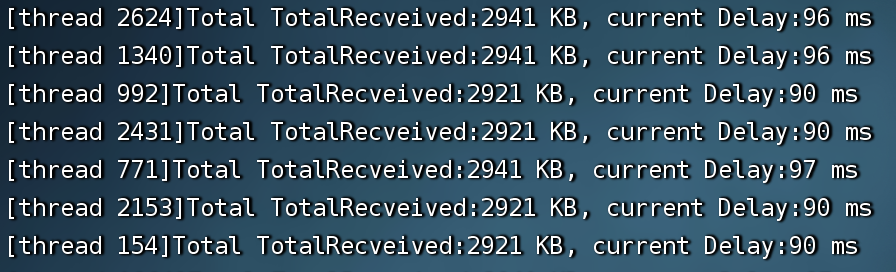 [thread 2624]Total TotalRecveived:2941 KB, current Delay:96 ms
[thread 1340]Total TotalRecveived:2941 KB, current Delay:96 ms
[thread 992]Total TotalRecveived:2921 KB, current Delay:90 ms
[thread 2431]Total TotalRecveived:2921 KB, current Delay:90 ms
[thread 771]Total TotalRecveived:2941 KB, current Delay:97 ms
[thread 2153]Total TotalRecveived:2921 KB, current Delay:90 ms
[thread 154]Total TotalRecveived:2921 KB, current Delay:90 ms